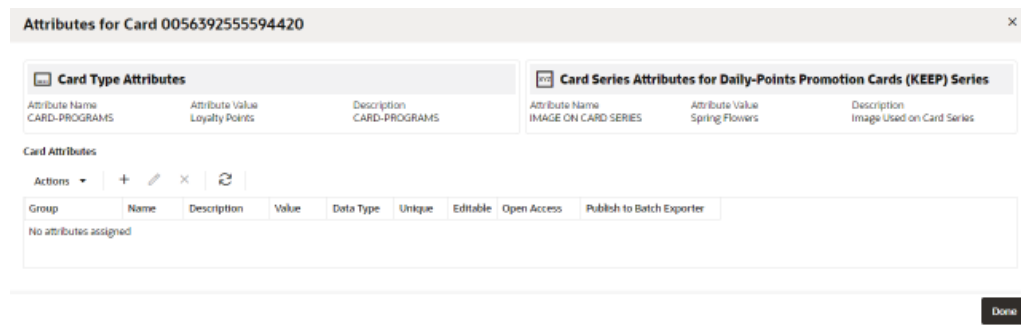 Attributes for Card 0056392555594420
Card Type Attributes
Attribute Name Attribute Value Description
CARD-PROGRAMS Loyalty Points CARD-PROGRAMS
XYZ Card Series Attributes for Daily-Points Promotion Cards (KEEP) Series
Attribute Name Attribute Value Description
IMAGE ON CARD SERIES Spring Flowers Image Used on Card Series
Card Attributes
Actions
Group Name Description Value Data Type Unique Editable Open Access Publish to Batch Exporter
No attributes assigned
Done